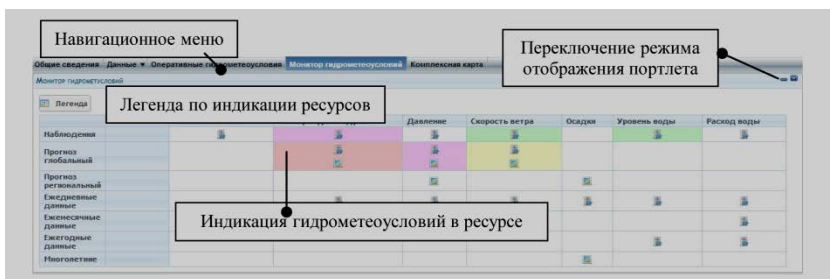 Навигационное меню
Переключение режима
отображения портлета
Общие сведения Данные ▼ Оперативные гидрометеоусловия Монитор гидрометеоусловий Комплексная карта
Монитор гидрометеоусловий
Легенда
Легенда по индикации ресурсов
Давление Скорость ветра Осадки Уровень воды Расход воды
Наблюдения
Прогноз
глобальный
Прогноз
региональный
Ежедневные
данные
Индикация гидрометеоусловий в ресурсе
Ежемесячные
данные
Ежегодные
данные
Многолетние